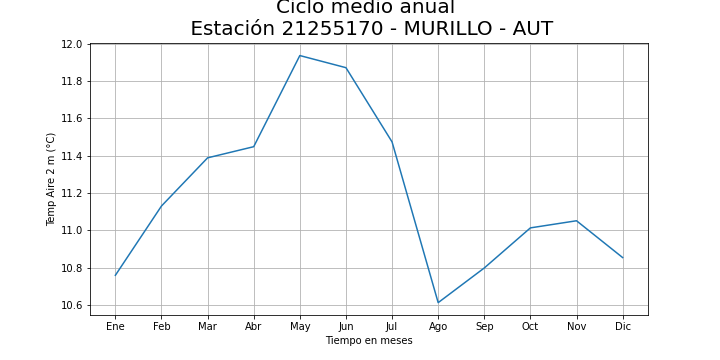 Ciclo medio anual
Estación 21255170 - MURILLO - AUT
12.0
11.8
11.6
11.4
11.2
11.0
10.8
10.6
Temp Aire 2 m (°C)
Ene Feb Mar Abr May Jun Jul Ago Sep Oct Nov Dic
Tiempo en meses